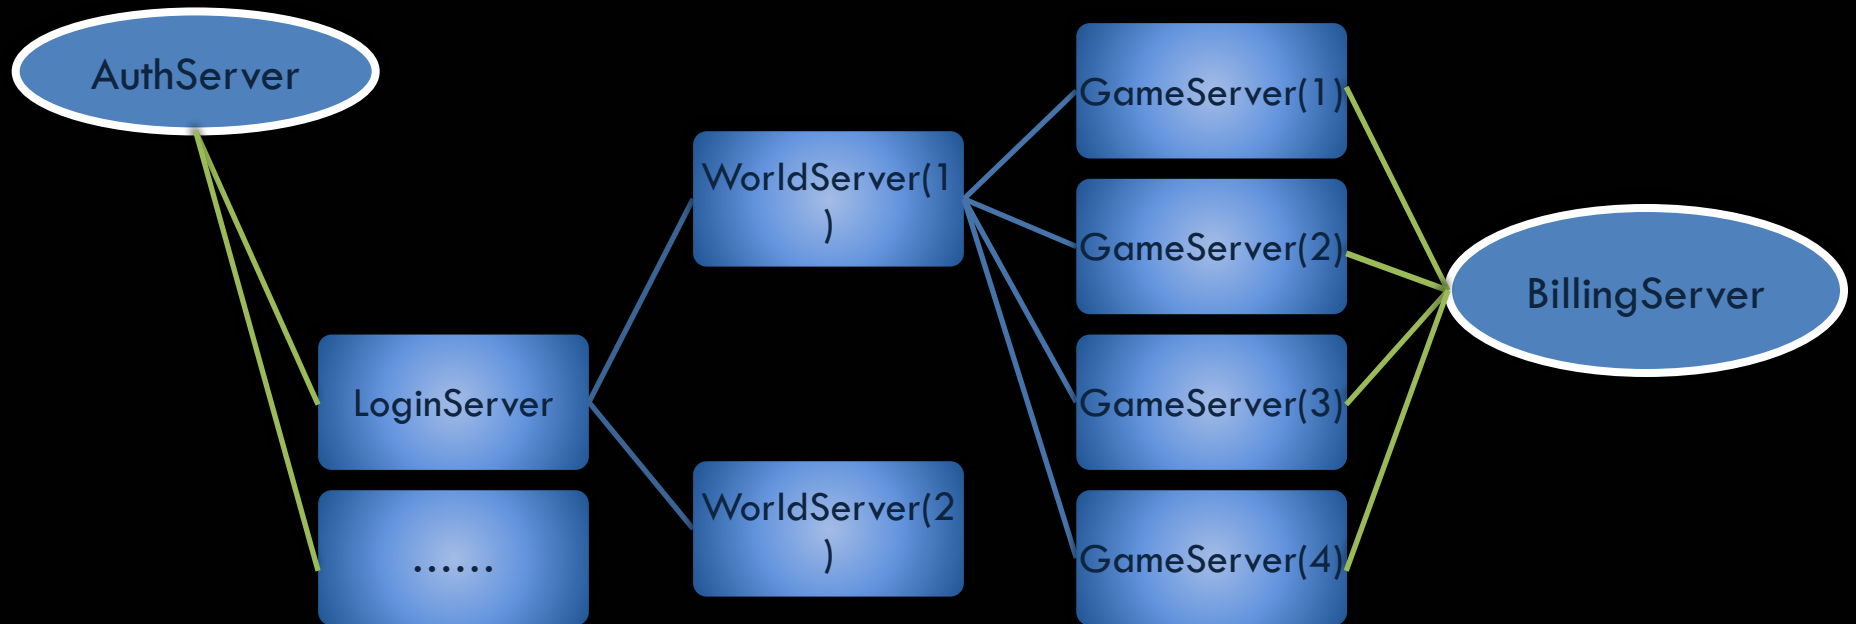 AuthServer
LoginServer
......
WorldServer(1
)
WorldServer(2
)
GameServer(1)
GameServer(2)
GameServer(3)
GameServer(4)
BillingServer